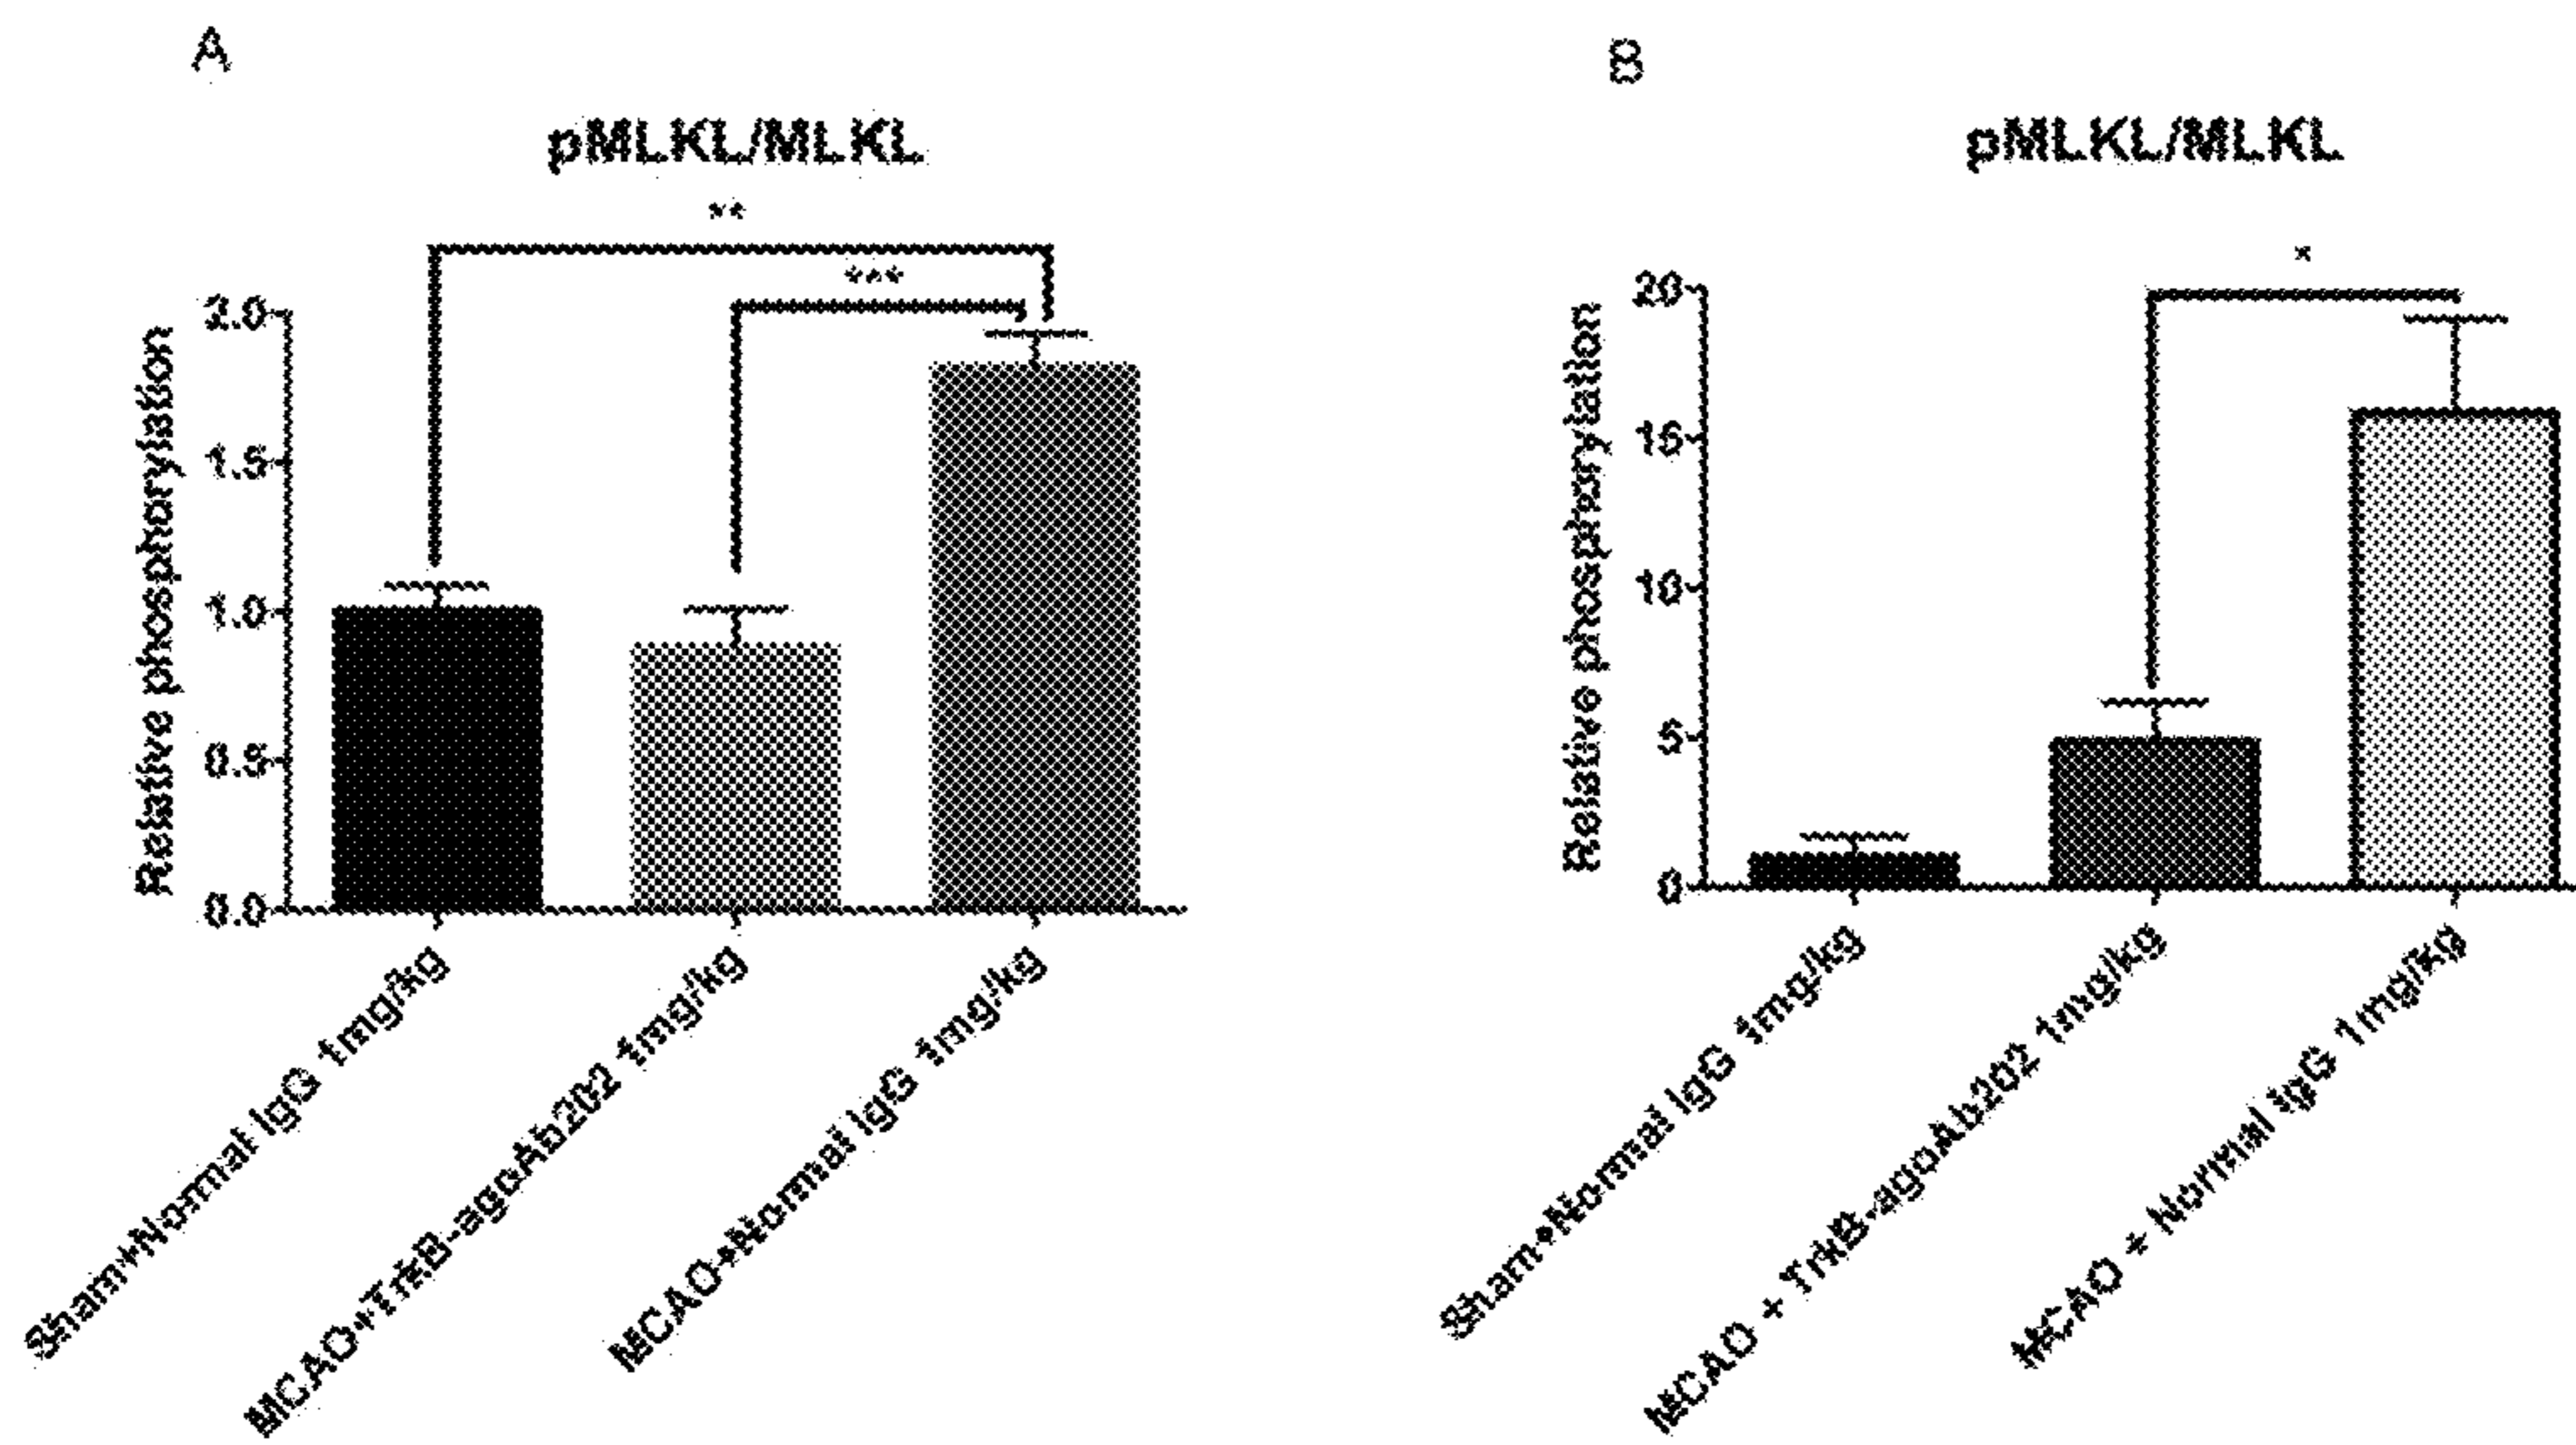 A
pMLKL/MLKL
**
***
Relative phosphorylation
2.0
1.5
1.0
0.5
0.0
Sham+Normal IgG 1mg/kg
MCAO+TrkB-agoAb202 1mg/kg
MCAO+Normal IgG 1mg/kg
B
pMLKL/MLKL
*
Relative phosphorylation
20
15
10
5
0
Sham+Normal IgG 1mg/kg
MCAO + TrkB-agoAb202 1mg/kg
MCAO + Normal IgG 1mg/kg